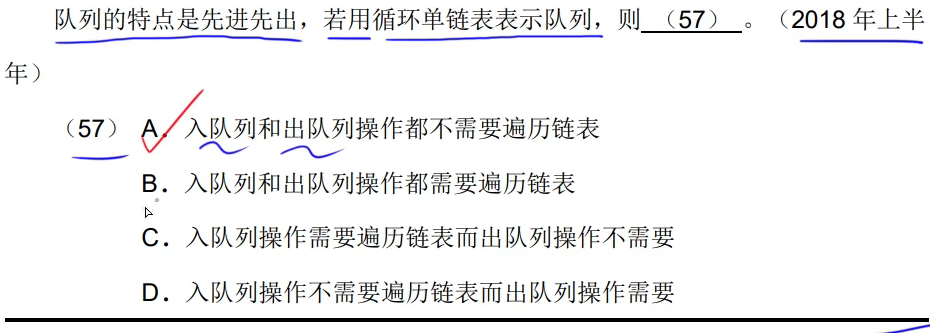 队列的特点是先进先出，若用循环单链表表示队列，则 （57） 。（2018 年上半
年）
（57） A．入队列和出队列操作都不需要遍历链表
B．入队列和出队列操作都需要遍历链表
C．入队列操作需要遍历链表而出队列操作不需要
D．入队列操作不需要遍历链表而出队列操作需要